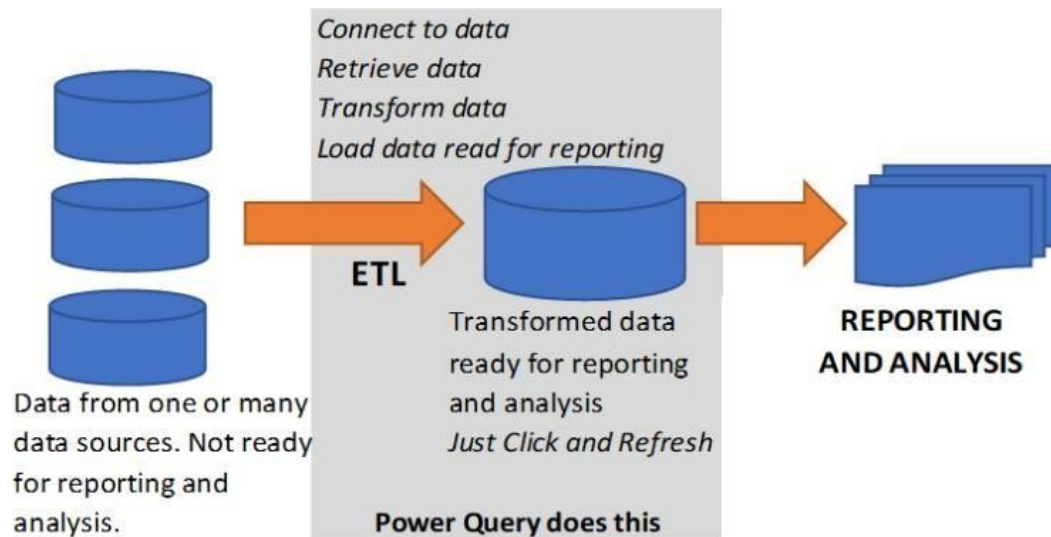 Connect to data
Retrieve data
Transform data
Load data read for reporting
ETL
Data from one or many
data sources. Not ready
for reporting and
analysis.
Transformed data
ready for reporting
and analysis
Just Click and Refresh
Power Query does this
REPORTING
AND ANALYSIS